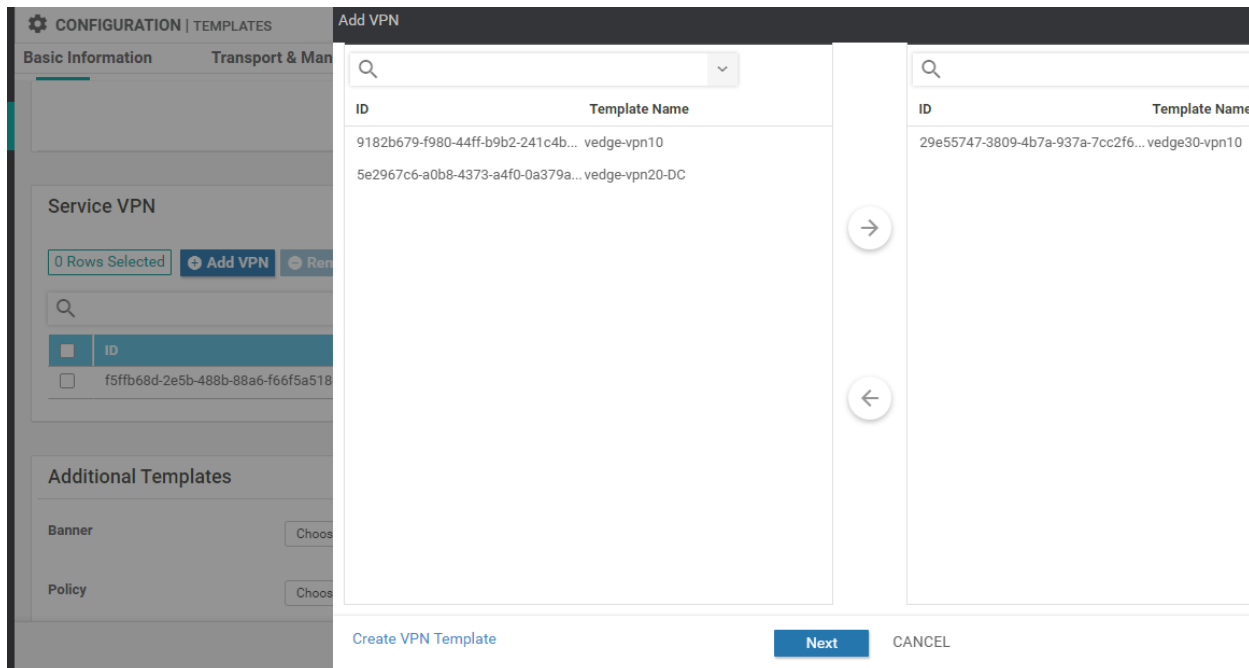 CONFIGURATION | TEMPLATES
Add VPN
Basic Information Transport & Man
ID Template Name
9182b679-f980-44ff-b9b2-241c4b... vedge-vpn10
5e2967c6-a0b8-4373-a4f0-0a379a... vedge-vpn20-DC
ID Template Name
29e55747-3809-4b7a-937a-7cc2f6... vedge30-vpn10
Service VPN
0 Rows Selected Add VPN Ren
ID
f5ffb68d-2e5b-488b-88a6-f66f5a518
Additional Templates
Banner Choos
Policy Choos
Create VPN Template Next CANCEL